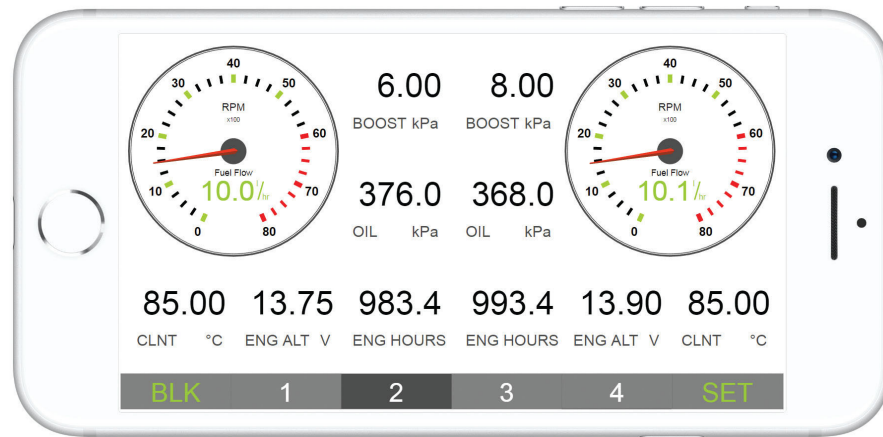 40
30 50
20 60
10 70
0 80
RPM
x100
Fuel Flow
10.0 l/hr
6.00
BOOST kPa
8.00
BOOST kPa
376.0
OIL kPa
368.0
OIL kPa
40
30 50
20 60
10 70
0 80
RPM
x100
Fuel Flow
10.1 l/hr
85.00 13.75 983.4 993.4 13.90 85.00
CLNT °C ENG ALT V ENG HOURS ENG HOURS ENG ALT V CLNT °C
BLK 1 2 3 4 SET